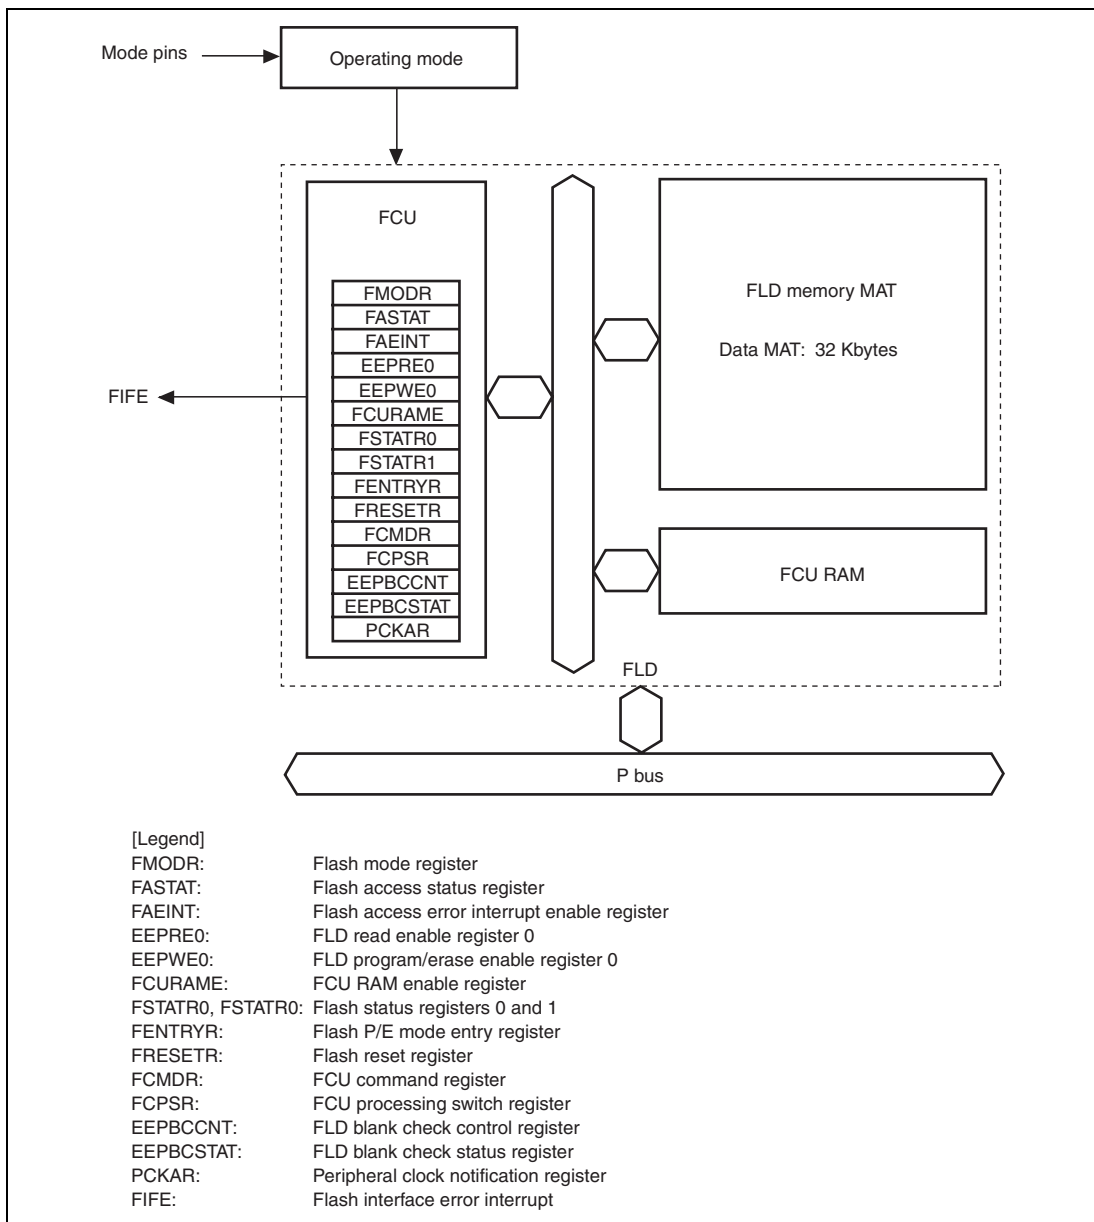 Mode pins
Operating mode
FCU
FMODR
FASTAT
FAEINT
EEPRE0
EEPWE0
FCURAME
FSTATR0
FSTATR1
FENTRYR
FRESETR
FCMDR
FCPSR
EEPBCCNT
EEPBCSTAT
PCKAR
FIFE
FLD memory MAT
Data MAT: 32 Kbytes
FCU RAM
FLD
P bus
[Legend]
FMODR: Flash mode register
FASTAT: Flash access status register
FAEINT: Flash access error interrupt enable register
EEPRE0: FLD read enable register 0
EEPWE0: FLD program/erase enable register 0
FCURAME: FCU RAM enable register
FSTATR0, FSTATR0: Flash status registers 0 and 1
FENTRYR: Flash P/E mode entry register
FRESETR: Flash reset register
FCMDR: FCU command register
FCPSR: FCU processing switch register
EEPBCCNT: FLD blank check control register
EEPBCSTAT: FLD blank check status register
PCKAR: Peripheral clock notification register
FIFE: Flash interface error interrupt